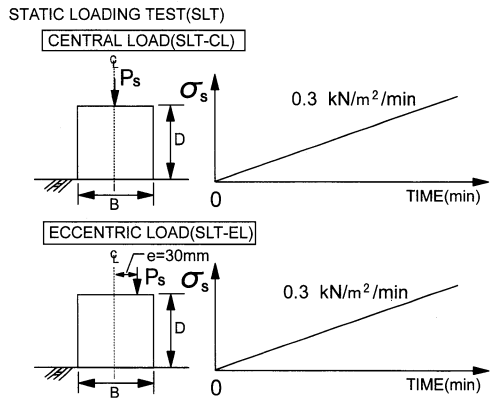 STATIC LOADING TEST(SLT)
CENTRAL LOAD(SLT-CL)
℄
Ps
σs
0.3 kN/m²/min
D
B
0
TIME(min)
ECCENTRIC LOAD(SLT-EL)
℄
e=30mm
Ps
σs
0.3 kN/m²/min
D
B
0
TIME(min)